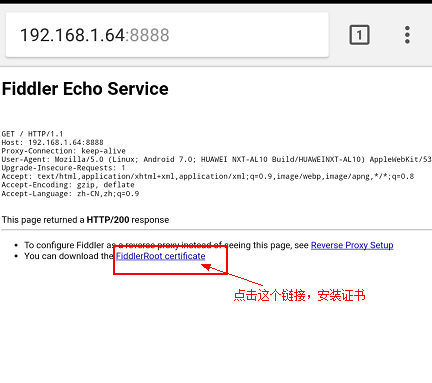 192.168.1.64:8888
1
Fiddler Echo Service
GET / HTTP/1.1
Host: 192.168.1.64:8888
Proxy-Connection: keep-alive
User-Agent: Mozilla/5.0 (Linux; Android 7.0; HUAWEI NXT-AL10 Build/HUAWEINXT-AL10) AppleWebKit/53
Upgrade-Insecure-Requests: 1
Accept: text/html,application/xhtml+xml,application/xml;q=0.9,image/webp,image/apng,*/*;q=0.8
Accept-Encoding: gzip, deflate
Accept-Language: zh-CN,zh;q=0.9
This page returned a HTTP/200 response
• To configure Fiddler as a reverse proxy instead of seeing this page, see Reverse Proxy Setup
• You can download the FiddlerRoot certificate
点击这个链接，安装证书